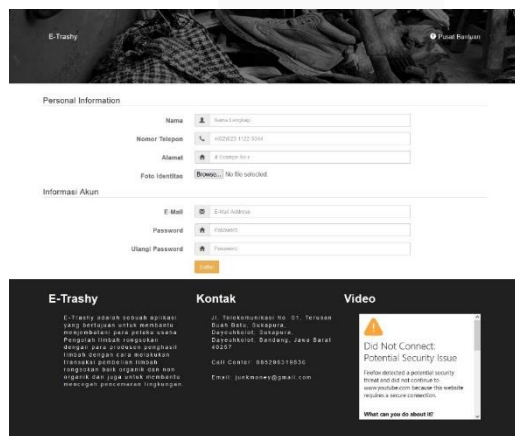 E-Trashy
Pusat Bantuan
Personal Information
Nama
Nama Lengkap
Nomor Telepon
Alamat
Foto Identitas
Browse... No file selected.
Informasi Akun
E-Mail
E-Mail Address
Password
Password
Ulangi Password
Password
Daftar
E-Trashy
E-Trashy adalah sebuah aplikasi
yang bertujuan untuk membantu
menjembatani para pelaku usaha
Pengolah limbah rongsokan
dengan para produsen penghasil
limbah dengan cara melakukan
transaksi pembelian limbah
rongsokan baik organik dan non
organik dan juga untuk membantu
mencegah pencemaran lingkungan.
Kontak
Jl. Telekomunikasi No. 01, Terusan
Buah Batu, Sukapura,
Dayeuhkolot, Sukapura,
Dayeuhkolot, Bandung, Jawa Barat
40257
Call Center:
Email: junkmoney@gmail.com
Video
Did Not Connect:
Potential Security Issue
Firefox detected a potential security
threat and did not continue to
www.youtube.com because this website
requires a secure connection.
What can you do about it?